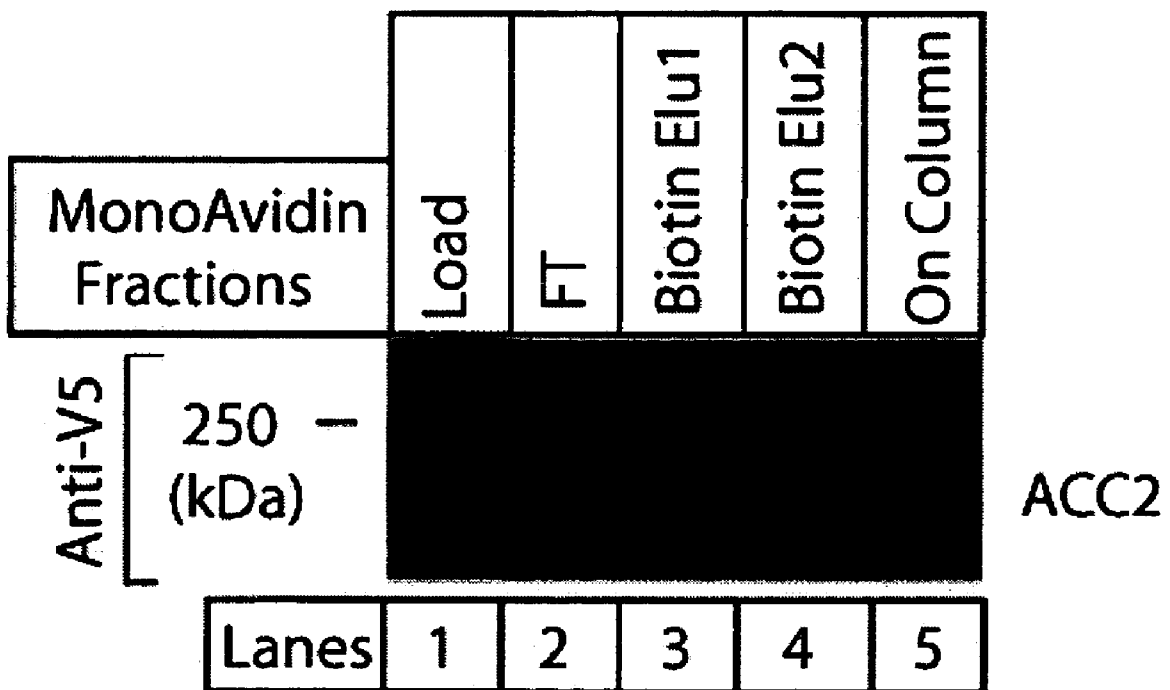 MonoAvidin
Fractions
Load
FT
Biotin Elu1
Biotin Elu2
On Column
Anti-V5
250 –
(kDa)
ACC2
Lanes 1 2 3 4 5